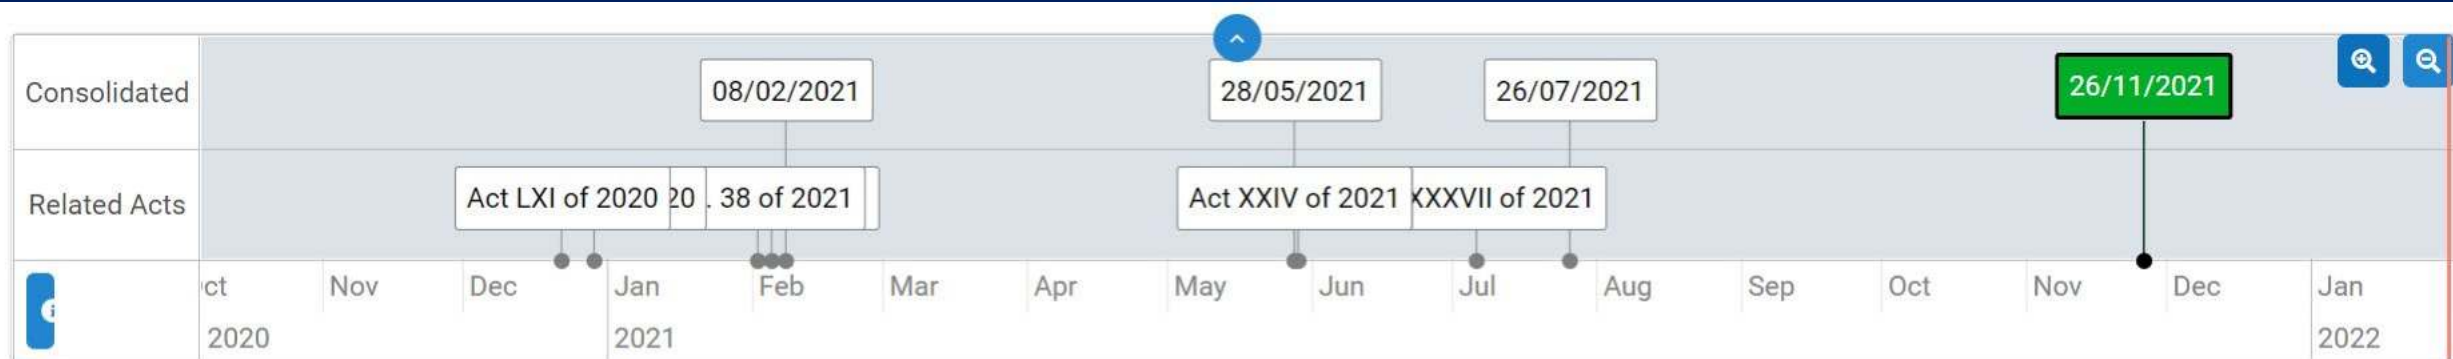 Consolidated 08/02/2021 28/05/2021 26/07/2021 26/11/2021
Related Acts Act LXI of 2020 20 . 38 of 2021 Act XXIV of 2021 XXXVII of 2021
ct Nov Dec Jan Feb Mar Apr May Jun Jul Aug Sep Oct Nov Dec Jan
2020 2021 2022